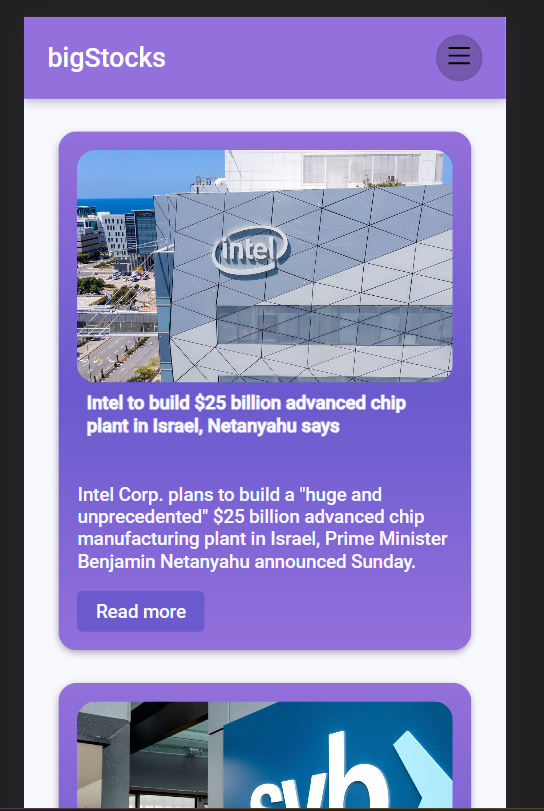 bigStocks
intel
Intel to build $25 billion advanced chip
plant in Israel, Netanyahu says
Intel Corp. plans to build a "huge and
unprecedented" $25 billion advanced chip
manufacturing plant in Israel, Prime Minister
Benjamin Netanyahu announced Sunday.
Read more
svb